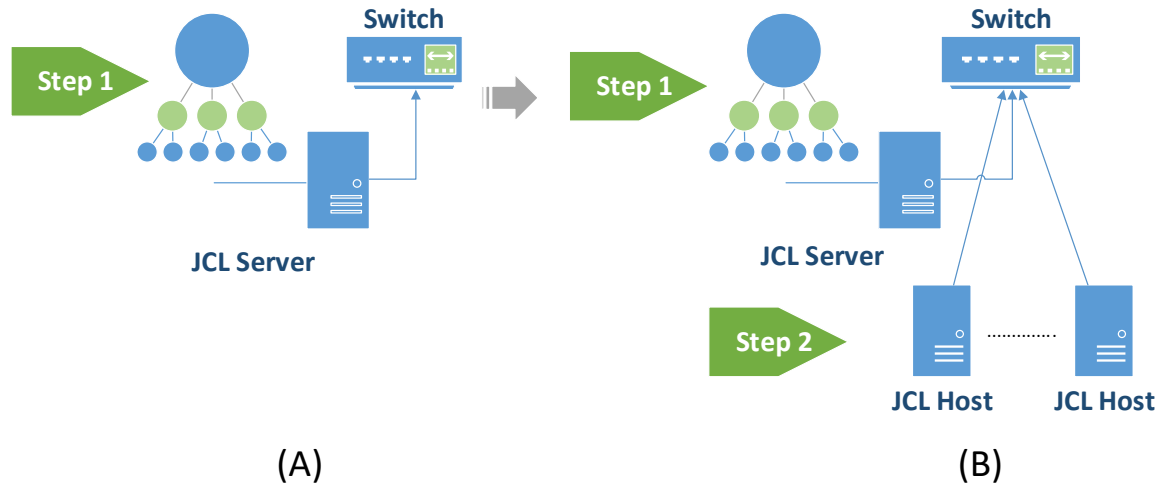 Switch
Step 1
JCL Server
(A)
Switch
Step 1
JCL Server
Step 2
JCL Host
JCL Host
(B)